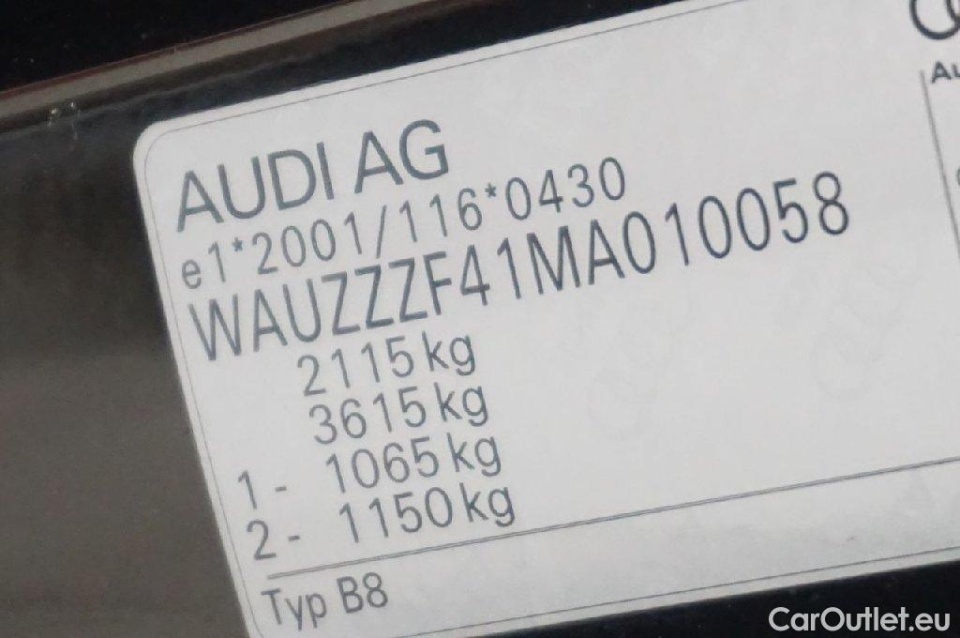 AUDI AG
e1*2001/116*0430
WAUZZZF41MA010058
2115 kg
3615 kg
1 - 1065 kg
2 - 1150 kg
Typ B8
CarOutlet.eu